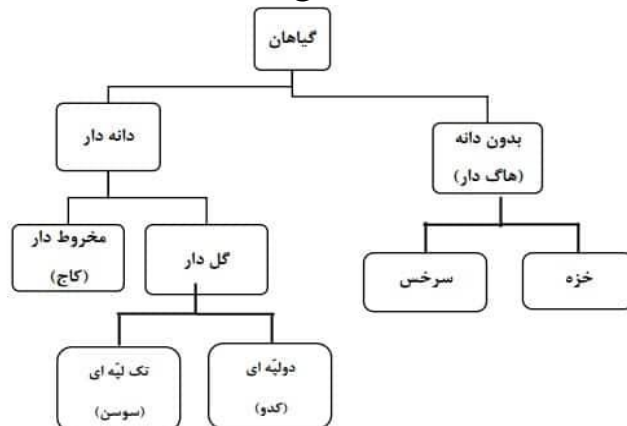 گیاهان
بدون دانه
(هاگ دار)
دانه دار
خزه
سرخس
گل دار
مخروط دار
(کاج)
دولپّه ای
(کدو)
تک لپّه ای
(سوسن)